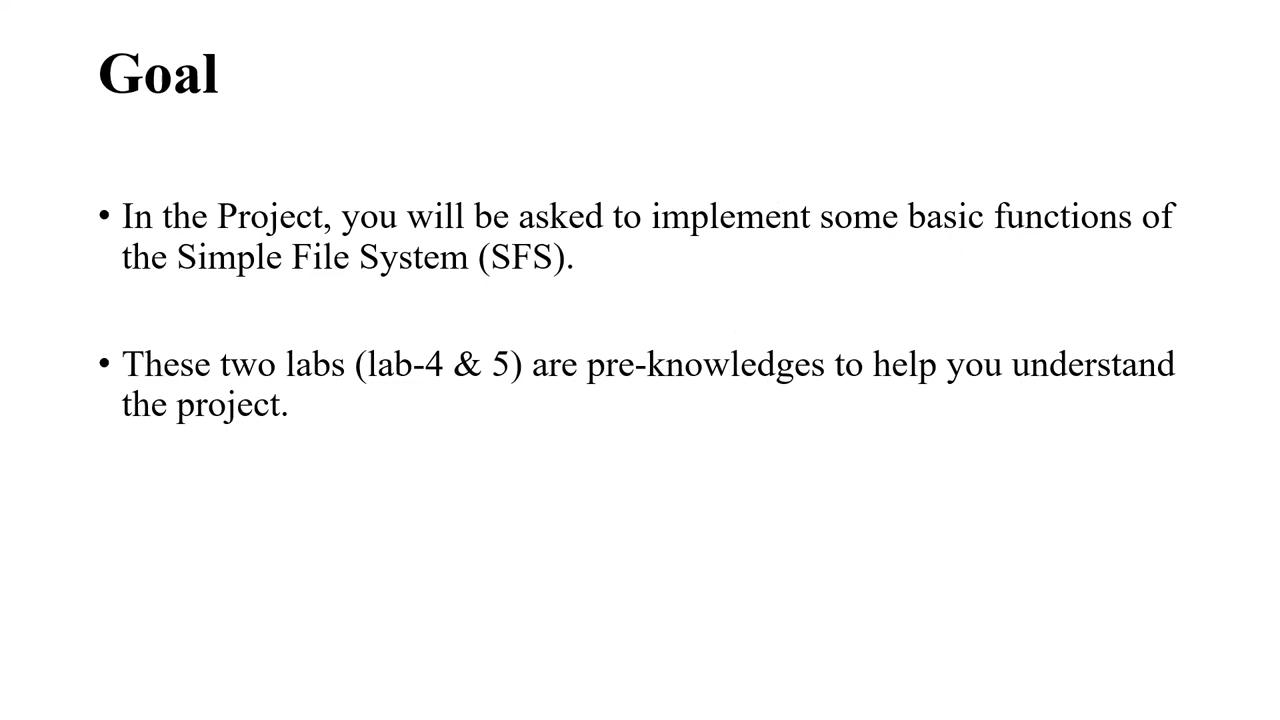 Goal
• In the Project, you will be asked to implement some basic functions of
the Simple File System (SFS).
• These two labs (lab-4 & 5) are pre-knowledges to help you understand
the project.